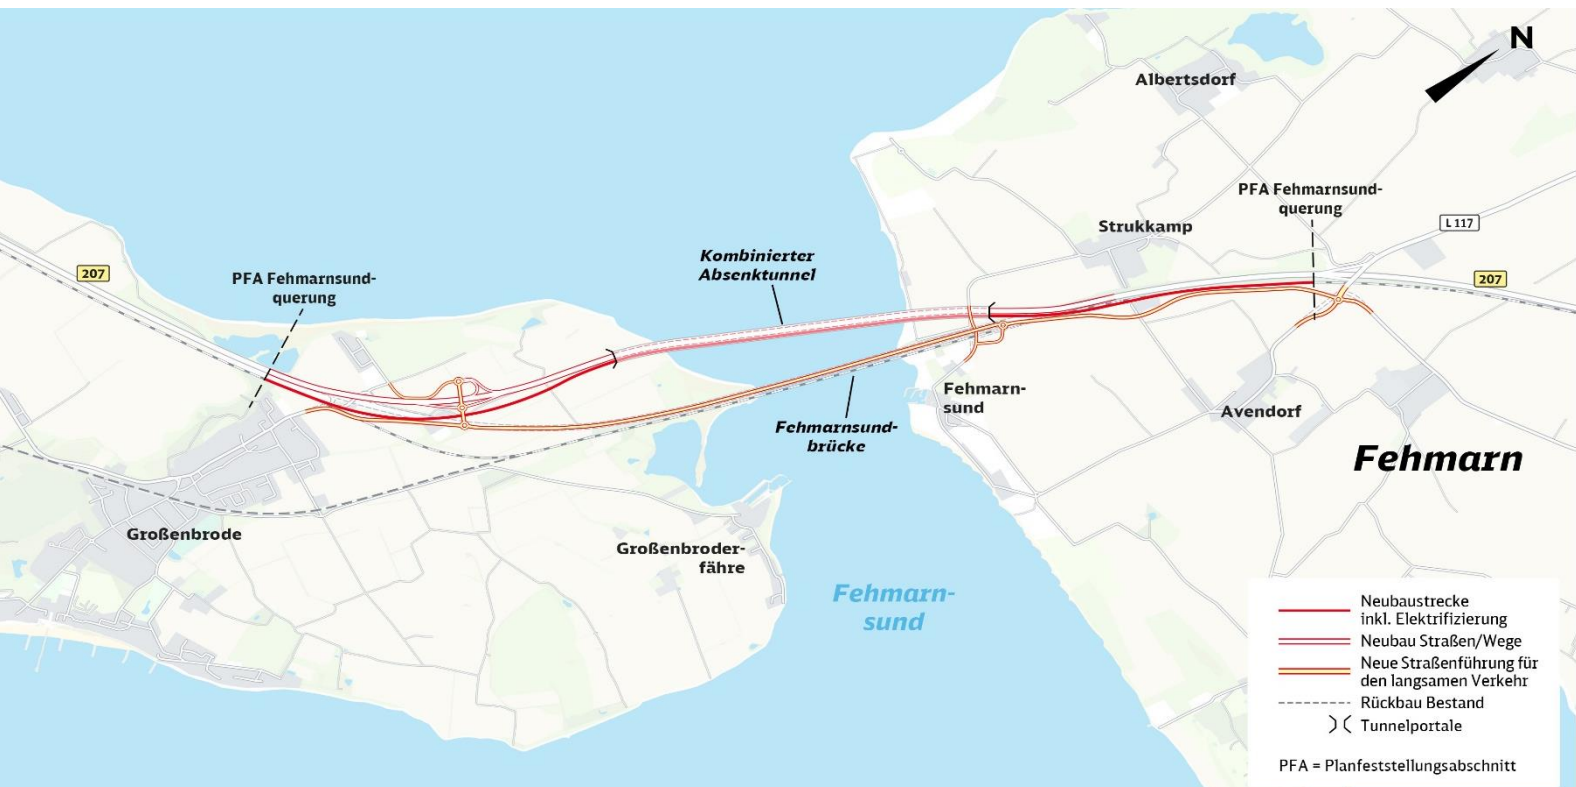 N
Albertsdorf
PFA Fehmarnsund-
querung
L 117
Strukkamp
Kombinierter
Absenktunnel
207
PFA Fehmarnsund-
querung
207
Fehmarn-
sund
Avendorf
Fehmarnsund-
brücke
Fehmarn
Großenbrode
Großenbroder-
fähre
Fehmarn-
sund
Neubaustrecke
inkl. Elektrifizierung
Neubau Straßen/Wege
Neue Straßenführung für
den langsamen Verkehr
Rückbau Bestand
Tunnelportale
PFA = Planfeststellungsabschnitt